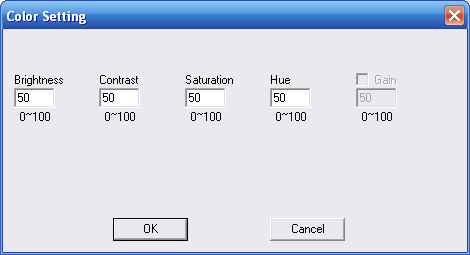 Color Setting
Brightness Contrast Saturation Hue Gain
50 50 50 50 50
0~100 0~100 0~100 0~100 0~100
OK Cancel